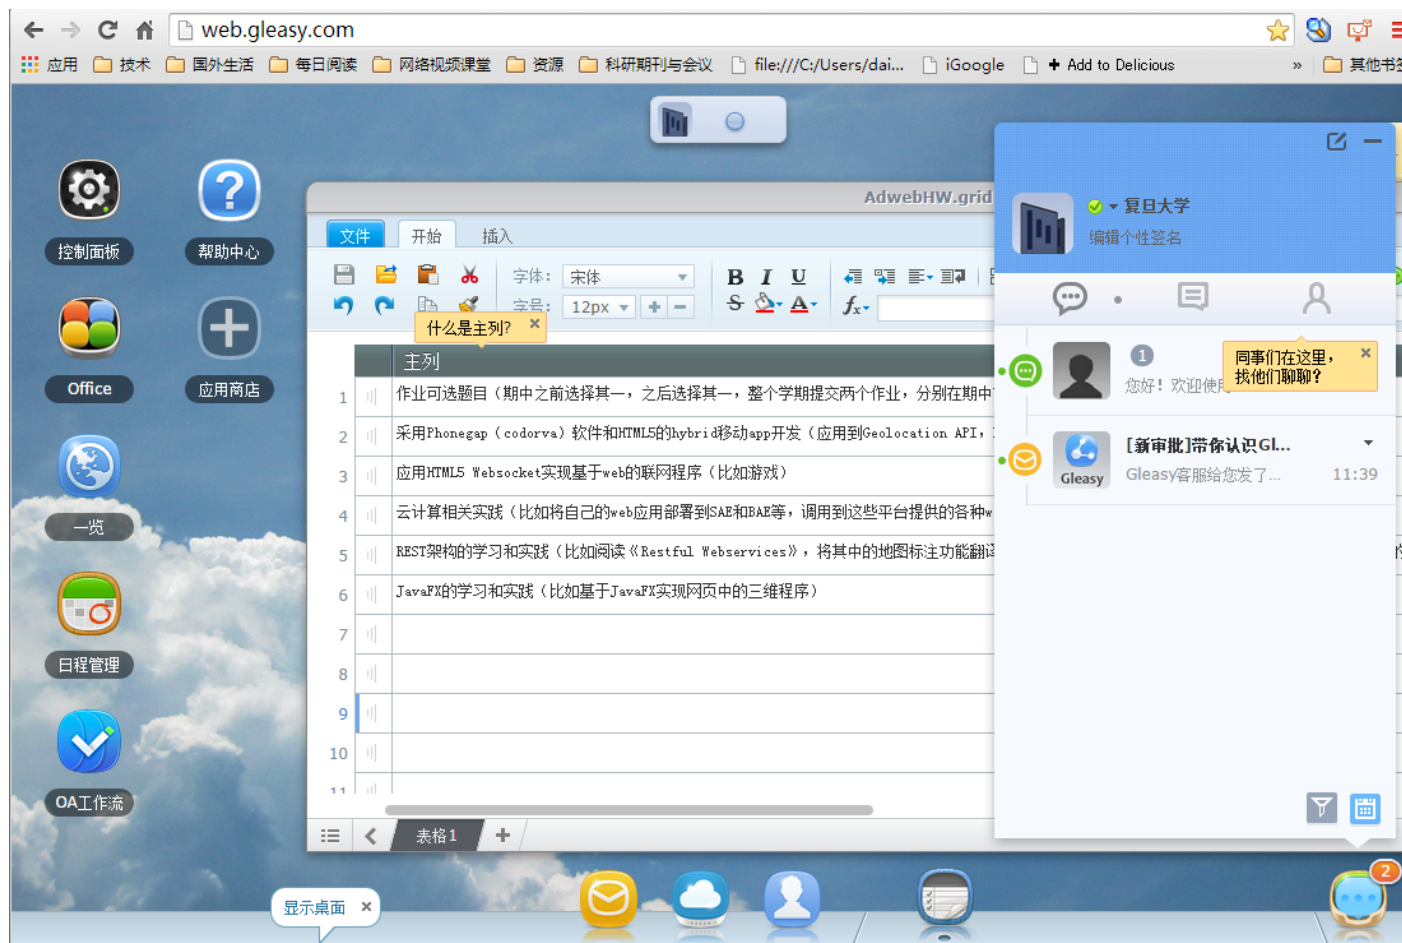 web.gleasy.com
应用 技术 国外生活 每日阅读 网络视频课堂 资源 科研期刊与会议 file:///C:/Users/dai... iGoogle + Add to Delicious » 其他书签
控制面板
帮助中心
Office
应用商店
一览
日程管理
OA工作流
AdwebHW.grid
文件 开始 插入
字体: 宋体 B I U
字号: 12px + − S A fx
什么是主列? ×
主列
1 作业可选题目（期中之前选择其一，之后选择其一，整个学期提交两个作业，分别在期中
2 采用Phonegap（codorva）软件和HTML5的hybrid移动app开发（应用到Geolocation API，
3 应用HTML5 Websocket实现基于web的联网程序（比如游戏）
4 云计算相关实践（比如将自己的web应用部署到SAE和BAE等，调用到这些平台提供的各种w
5 REST架构的学习和实践（比如阅读《Restful Webservices》，将其中的地图标注功能翻译
6 JavaFX的学习和实践（比如基于JavaFX实现网页中的三维程序）
7
8
9
10
11
表格1 +
复旦大学
编辑个性签名
1
您好！欢迎使用
同事们在这里，
找他们聊聊？ ×
[新审批]带你认识Gl...
Gleasy
Gleasy客服给您发了... 11:39
显示桌面 ×
2